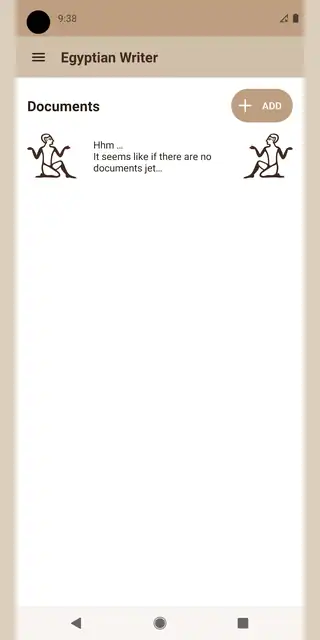 9:38
Egyptian Writer
Documents
ADD
Hhm ...
It seems like if there are no
documents jet...